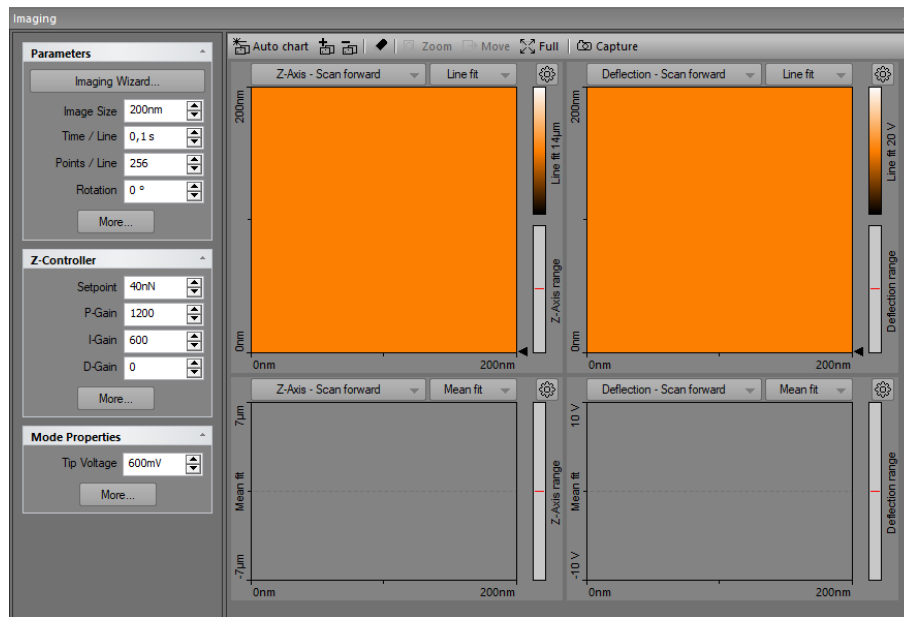 Imaging
Parameters
Imaging Wizard...
Image Size 200nm
Time / Line 0,1s
Points / Line 256
Rotation 0 °
More...
Z-Controller
Setpoint 40nN
P-Gain 1200
I-Gain 600
D-Gain 0
More...
Mode Properties
Tip Voltage 600mV
More...
Auto chart Zoom Move Full Capture
Z-Axis - Scan forward Line fit
200nm
0nm
Line fit 14µm
Z-Axis range
0nm 200nm
Deflection - Scan forward Line fit
200nm
0nm
Line fit 20 V
Deflection range
0nm 200nm
Z-Axis - Scan forward Mean fit
7µm
Mean fit
-7µm
Z-Axis range
0nm 200nm
Deflection - Scan forward Mean fit
10 V
Mean fit
-10 V
Deflection range
0nm 200nm